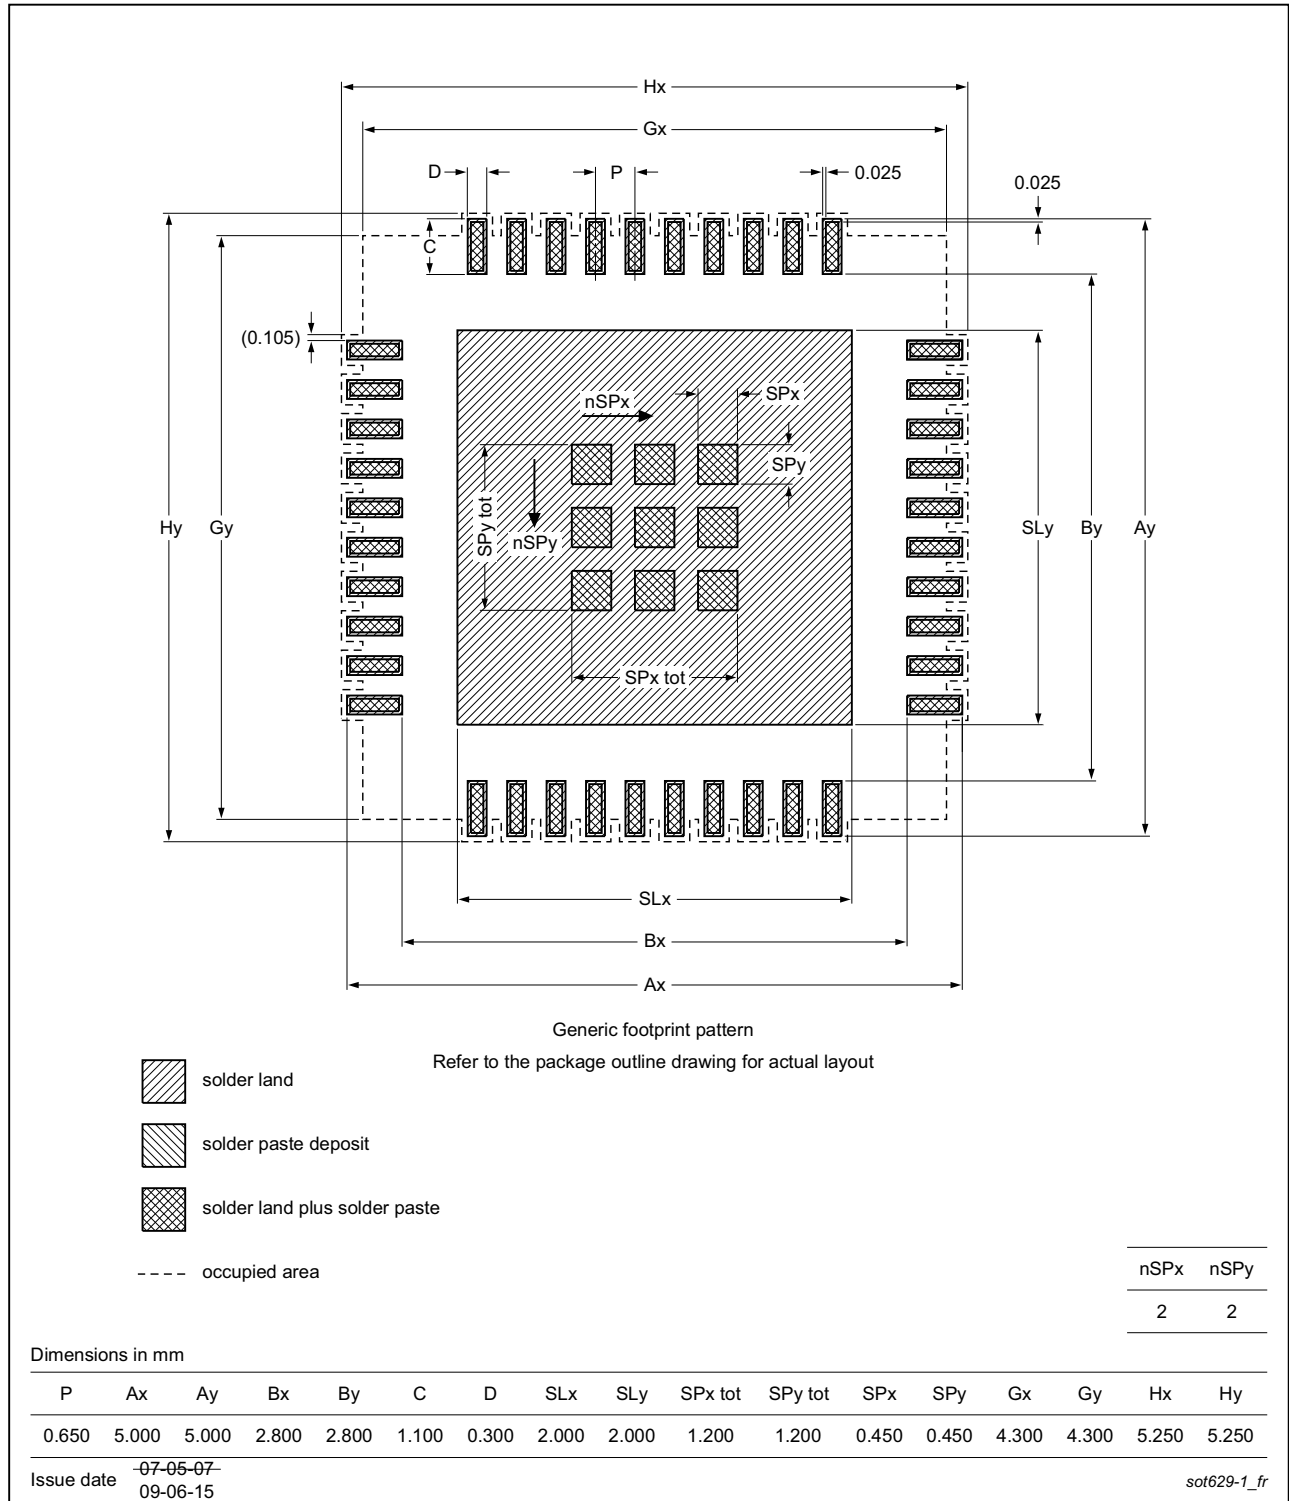 Hx
Gx
D
P
0.025
0.025
C
(0.105)
SPx
nSPx
SPy
SPy tot
nSPy
Hy
Gy
SLy
By
Ay
SPx tot
SLx
Bx
Ax
Generic footprint pattern
Refer to the package outline drawing for actual layout
solder land
solder paste deposit
solder land plus solder paste
occupied area
nSPx nSPy
2 2
Dimensions in mm
P Ax Ay Bx By C D SLx SLy SPx tot SPy tot SPx SPy Gx Gy Hx Hy
0.650 5.000 5.000 2.800 2.800 1.100 0.300 2.000 2.000 1.200 1.200 0.450 0.450 4.300 4.300 5.250 5.250
Issue date 07-05-07
09-06-15
sot629-1_fr